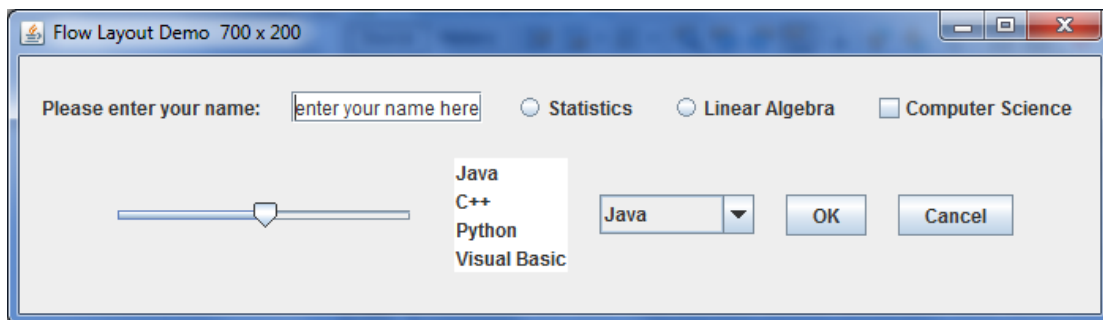 Flow Layout Demo  700 x 200
Please enter your name: enter your name here Statistics Linear Algebra Computer Science
Java
C++
Python
Visual Basic
Java OK Cancel